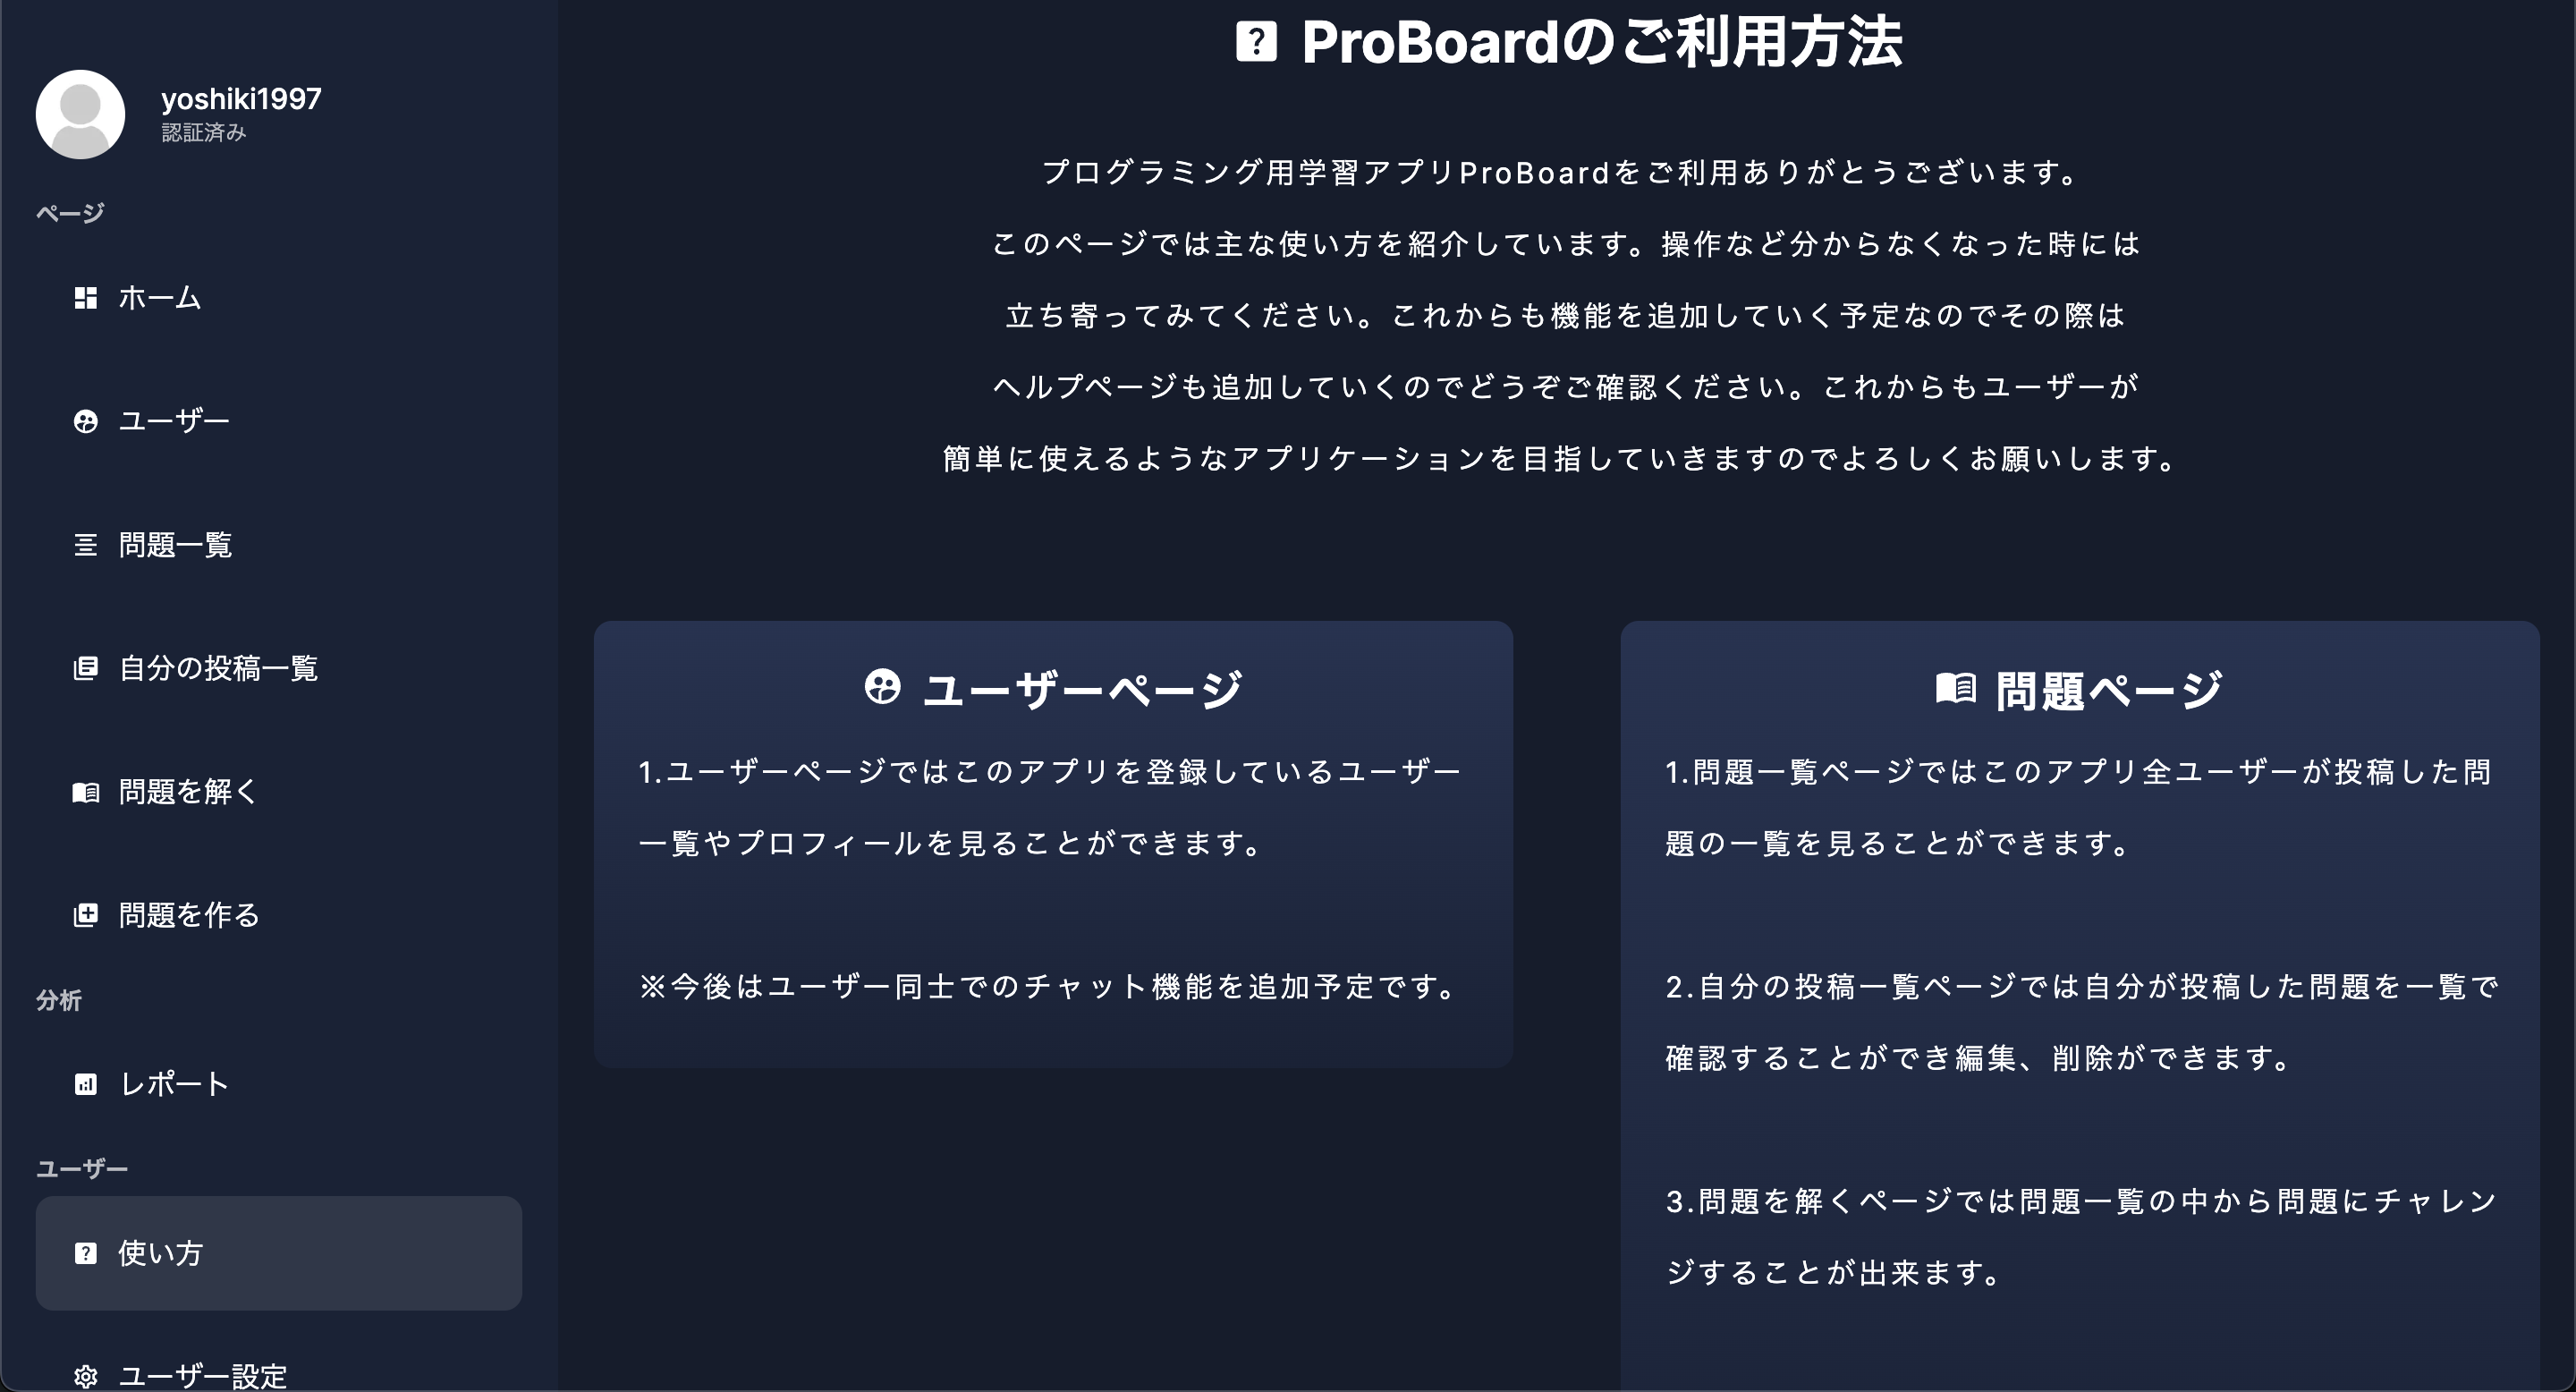 yoshiki1997
認証済み
ページ
ホーム
ユーザー
問題一覧
自分の投稿一覧
問題を解く
問題を作る
分析
レポート
ユーザー
使い方
ユーザー設定
ProBoardのご利用方法
プログラミング用学習アプリProBoardをご利用ありがとうございます。
このページでは主な使い方を紹介しています。操作など分からなくなった時には
立ち寄ってみてください。これからも機能を追加していく予定なのでその際は
ヘルプページも追加していくのでどうぞご確認ください。これからもユーザーが
簡単に使えるようなアプリケーションを目指していきますのでよろしくお願いします。
ユーザーページ
1.ユーザーページではこのアプリを登録しているユーザー
一覧やプロフィールを見ることができます。
※今後はユーザー同士でのチャット機能を追加予定です。
問題ページ
1.問題一覧ページではこのアプリ全ユーザーが投稿した問
題の一覧を見ることができます。
2.自分の投稿一覧ページでは自分が投稿した問題を一覧で
確認することができ編集、削除ができます。
3.問題を解くページでは問題一覧の中から問題にチャレン
ジすることが出来ます。